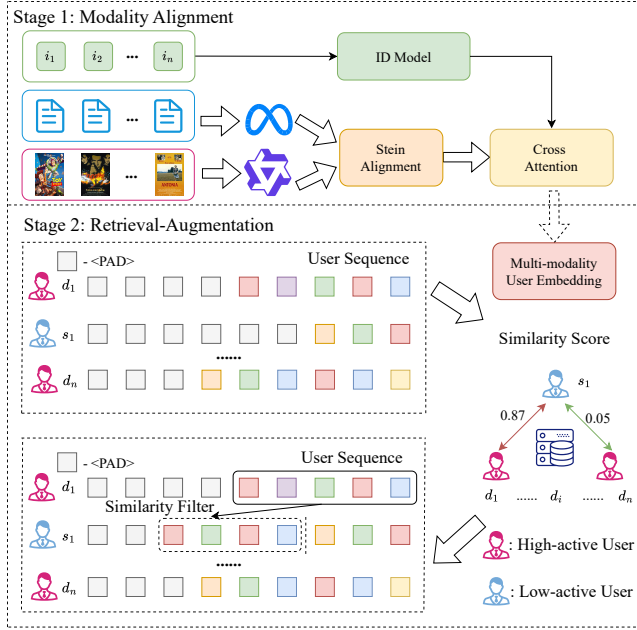 Stage 1: Modality Alignment
i₁ i₂ ... iₙ
ID Model
...
Stein
Alignment
Cross
Attention
...
Stage 2: Retrieval-Augmentation
- <PAD>
User Sequence
d₁
s₁
......
dₙ
Multi-modality
User Embedding
Similarity Score
s₁
0.87
0.05
d₁ ...... dᵢ ...... dₙ
- <PAD>
User Sequence
d₁
Similarity Filter
s₁
......
dₙ
: High-active User
: Low-active User